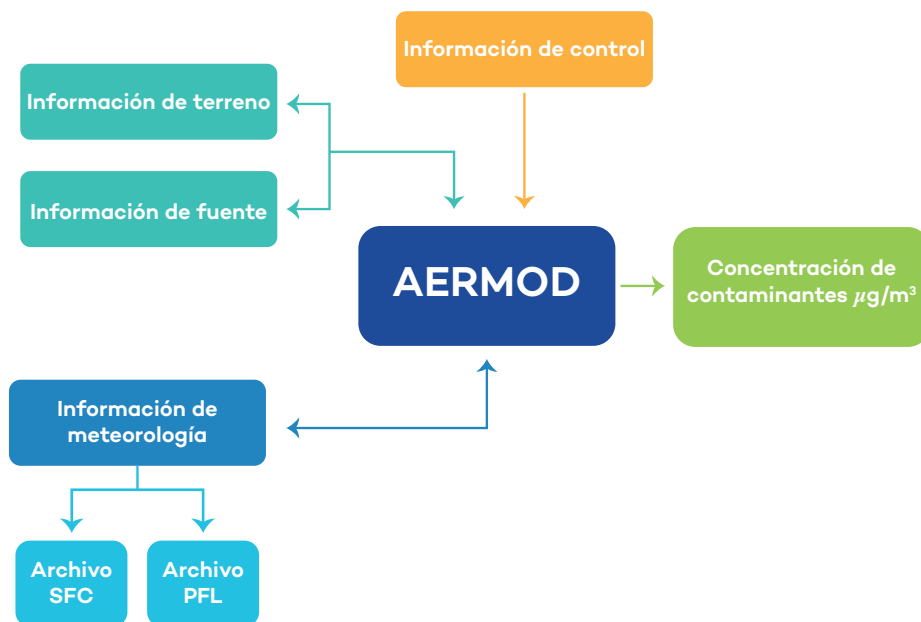 Información de control
Información de terreno
Información de fuente
AERMOD
Concentración de
contaminantes µg/m³
Información de
meteorología
Archivo
SFC
Archivo
PFL